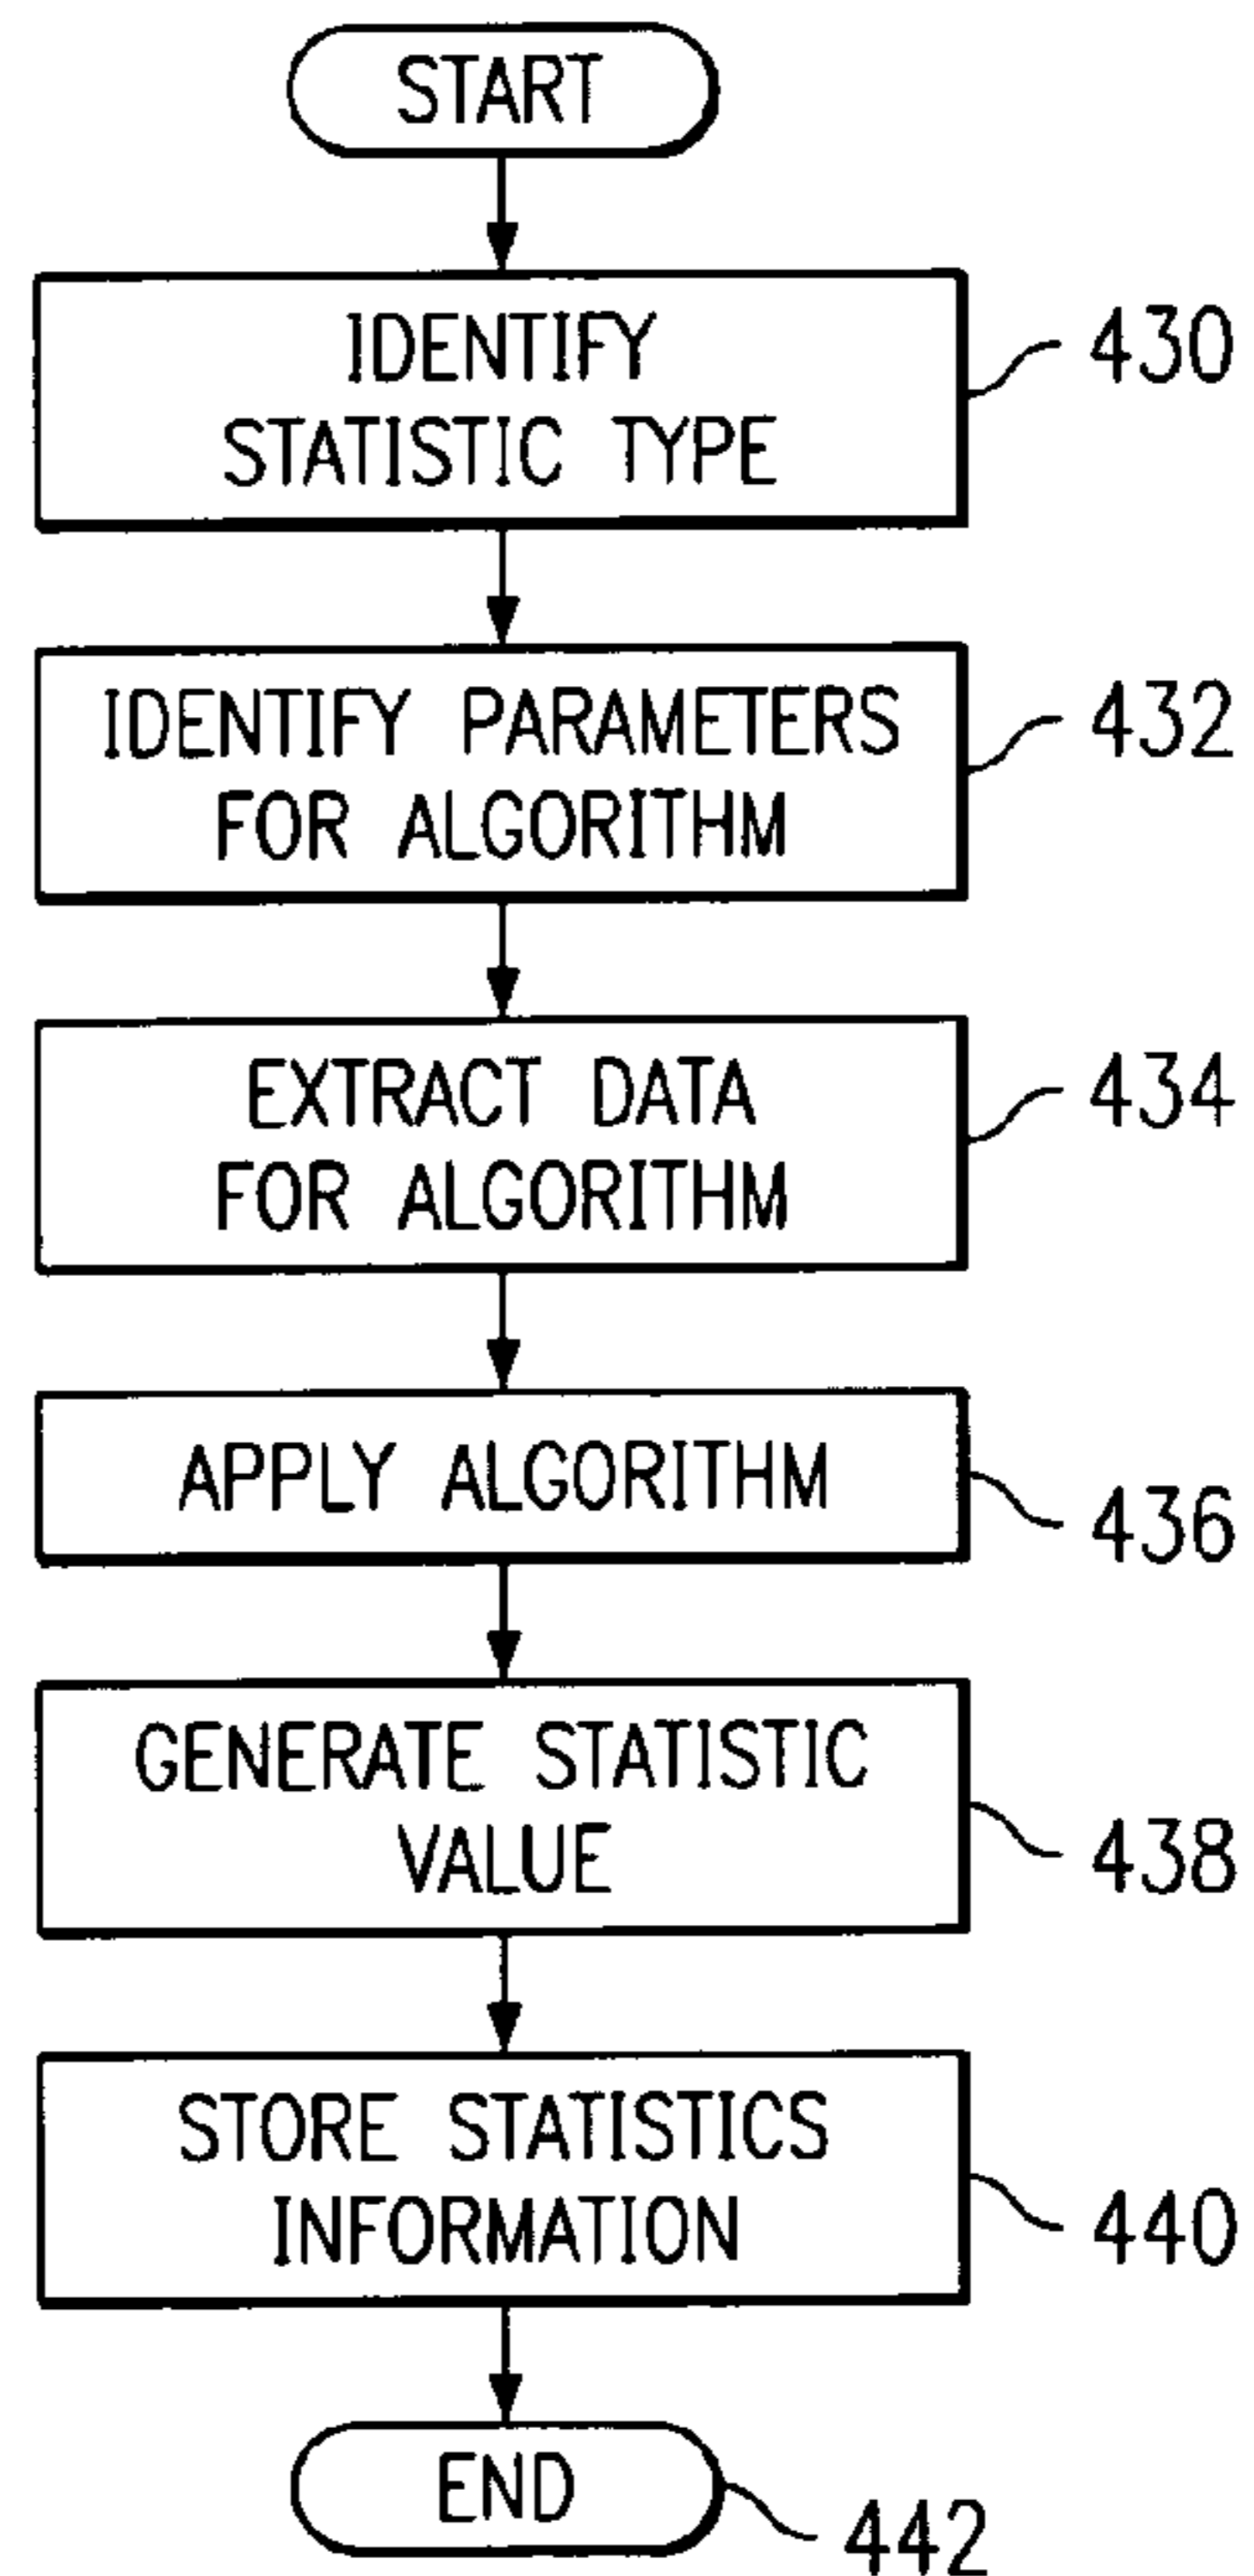 START
IDENTIFY
STATISTIC TYPE
430
IDENTIFY PARAMETERS
FOR ALGORITHM
432
EXTRACT DATA
FOR ALGORITHM
434
APPLY ALGORITHM
436
GENERATE STATISTIC
VALUE
438
STORE STATISTICS
INFORMATION
440
END
442